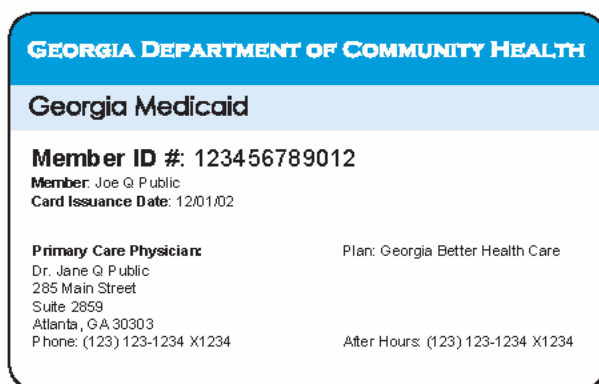 GEORGIA DEPARTMENT OF COMMUNITY HEALTH
Georgia Medicaid
Member ID #: 123456789012
Member: Joe Q Public
Card Issuance Date: 12/01/02
Primary Care Physician:
Plan: Georgia Better Health Care
Dr. Jane Q Public
285 Main Street
Suite 2859
Atlanta, GA 30303
Phone: (123) 123-1234 X1234
After Hours: (123) 123-1234 X1234